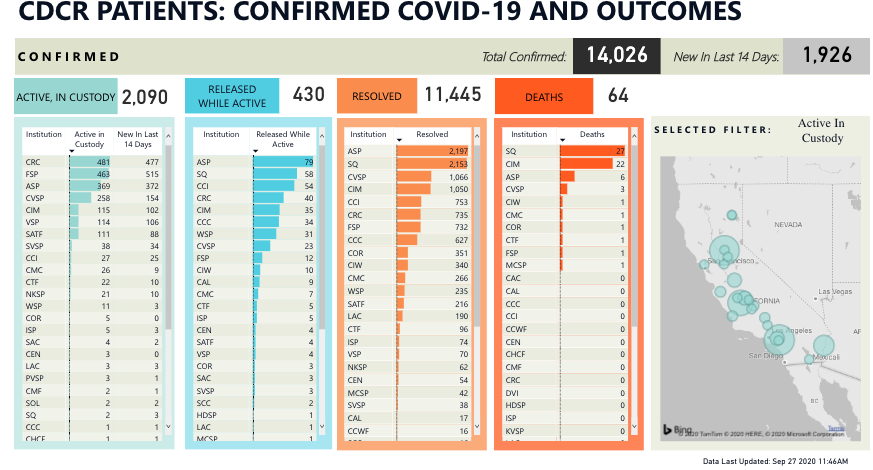 CDCR PATIENTS: CONFIRMED COVID-19 AND OUTCOMES
CONFIRMED Total Confirmed: 14,026 New In Last 14 Days: 1,926
ACTIVE, IN CUSTODY 2,090
Institution Active in Custody New In Last 14 Days
CRC 481 477
FSP 463 515
ASP 369 372
CVSP 258 154
CIM 115 102
VSP 114 106
SATF 111 88
SVSP 38 34
CCI 27 25
CMC 26 9
CTF 22 10
NKSP 21 10
WSP 11 3
COR 5 0
ISP 5 5
SAC 4 2
CEN 3 0
LAC 3 3
PVSP 3 1
CMF 2 1
SOL 2 2
SQ 2 3
CCC 1 1
CHCF 1 1
RELEASED WHILE ACTIVE 430
Institution Released While Active
ASP 79
SQ 58
CCI 54
CRC 40
CIM 35
CCC 34
WSP 31
CVSP 23
FSP 12
CIW 10
CAL 9
CMC 7
CTF 5
ISP 5
CEN 4
SATF 4
VSP 4
COR 3
SAC 3
SVSP 3
SCC 2
HDSP 1
LAC 1
MCSP 1
RESOLVED 11,445
Institution Resolved
ASP 2,197
SQ 2,153
CVSP 1,066
CIM 1,050
CCI 753
CRC 735
FSP 732
CCC 627
COR 351
CIW 340
CMC 266
WSP 235
SATF 216
LAC 190
CTF 96
ISP 74
VSP 70
NKSP 62
CEN 54
MCSP 42
SVSP 38
CAL 17
CCWF 16
DEATHS 64
Institution Deaths
SQ 27
CIM 22
ASP 6
CVSP 3
CIW 1
CMC 1
COR 1
CTF 1
FSP 1
MCSP 1
CAC 0
CAL 0
CCC 0
CCI 0
CCWF 0
CEN 0
CHCF 0
CMF 0
CRC 0
DVI 0
HDSP 0
ISP 0
KVSP 0
SELECTED FILTER: Active In Custody
NEVADA
San Francisco
Las Vegas
Los Angeles
San Diego
Mexicali
BC
Bing
Terms
© 2020 TomTom © 2020 HERE, © 2020 Microsoft Corporation
Data Last Updated: Sep 27 2020 11:46AM